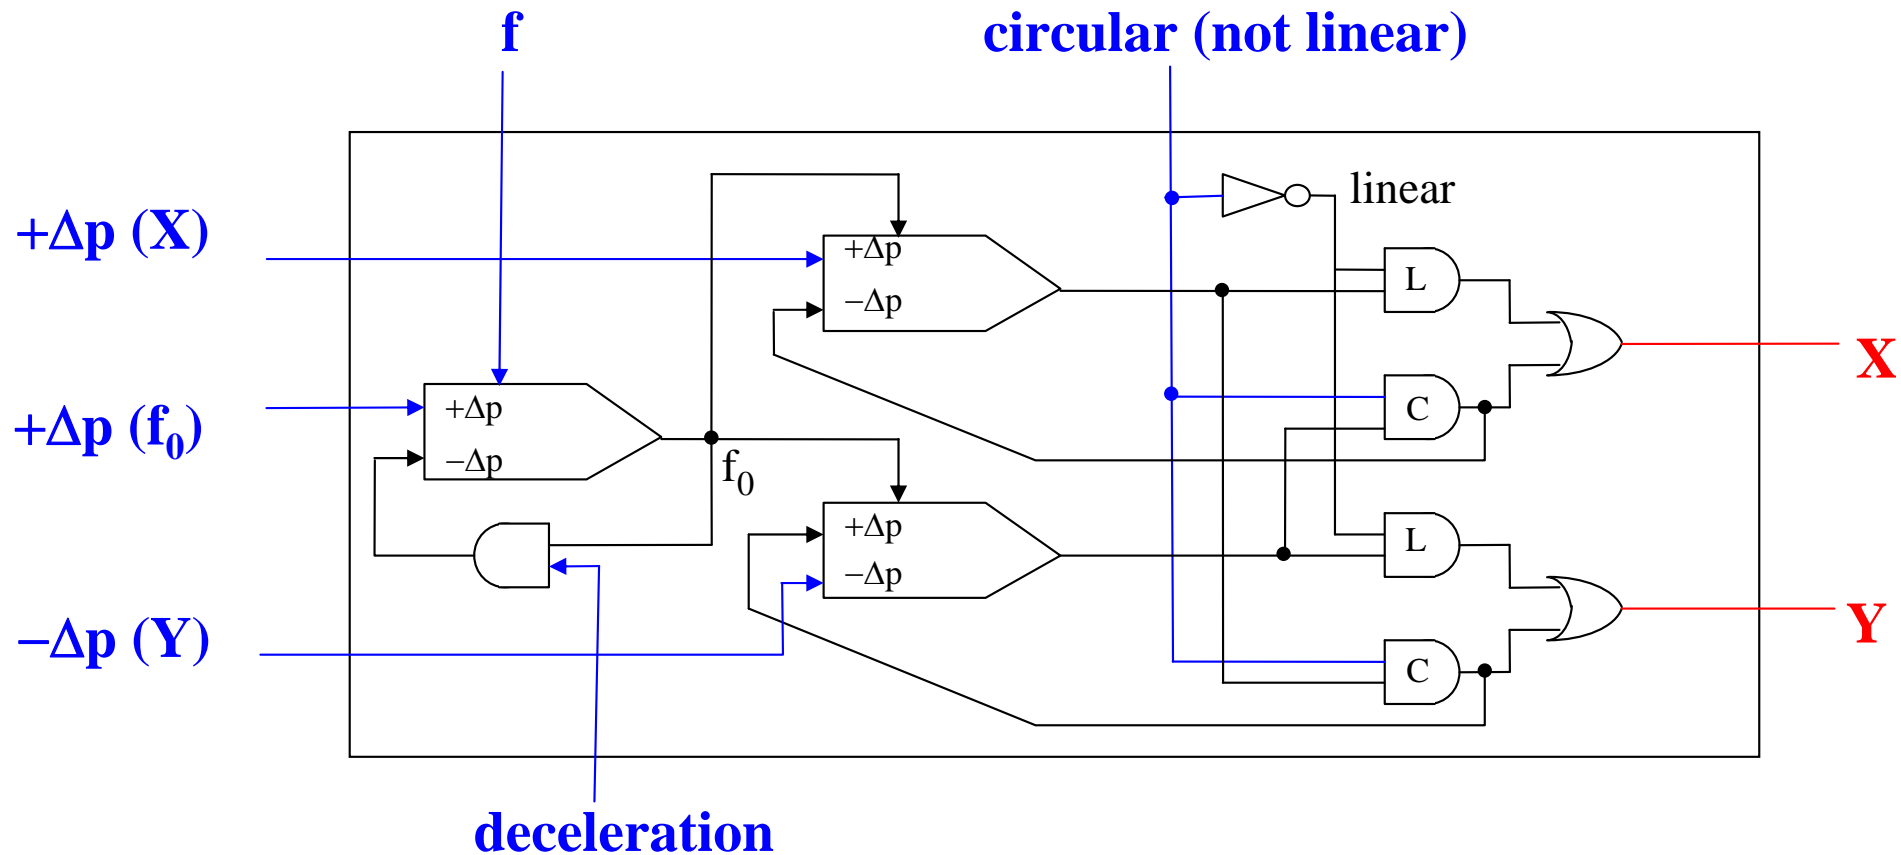 f
circular (not linear)
linear
+Δp (X)
+Δp
−Δp
L
X
C
+Δp (f₀)
+Δp
−Δp
f₀
+Δp
−Δp
L
−Δp (Y)
Y
C
deceleration